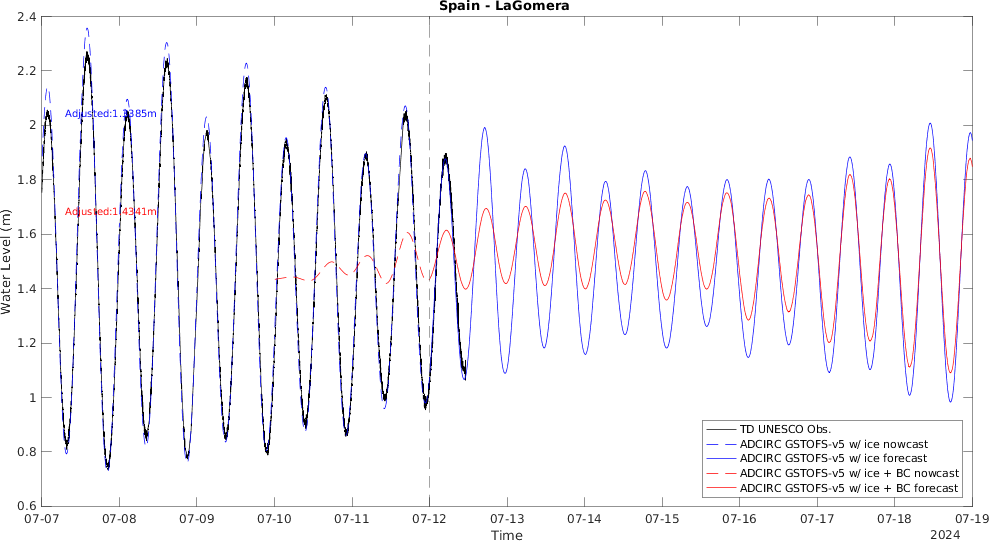 Spain - LaGomera
2.4
2.2
2
1.8
1.6
1.4
1.2
1
0.8
0.6
Water Level (m)
Adjusted:1.2385m
Adjusted:1.4341m
TD UNESCO Obs.
ADCIRC GSTOFS-v5 w/ ice nowcast
ADCIRC GSTOFS-v5 w/ ice forecast
ADCIRC GSTOFS-v5 w/ ice + BC nowcast
ADCIRC GSTOFS-v5 w/ ice + BC forecast
07-07 07-08 07-09 07-10 07-11 07-12 07-13 07-14 07-15 07-16 07-17 07-18 07-19
Time
2024